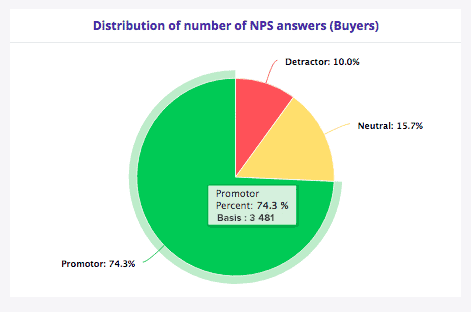 Distribution of number of NPS answers (Buyers)
Detractor: 10.0%
Neutral: 15.7%
Promotor
Percent: 74.3 %
Basis : 3 481
Promotor: 74.3%